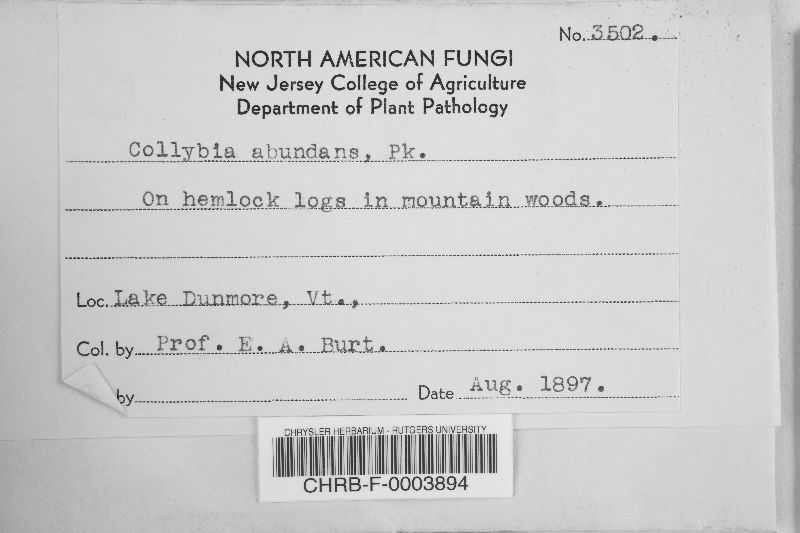 No. 3502.
NORTH AMERICAN FUNGI
New Jersey College of Agriculture
Department of Plant Pathology
Collybia abundans, Pk.
On hemlock logs in mountain woods.
Loc. Lake Dunmore, Vt.,
Col. by Prof. E. A. Burt.
by Date Aug. 1897.
CHRYSLER HERBARIUM - RUTGERS UNIVERSITY
CHRB-F-0003894